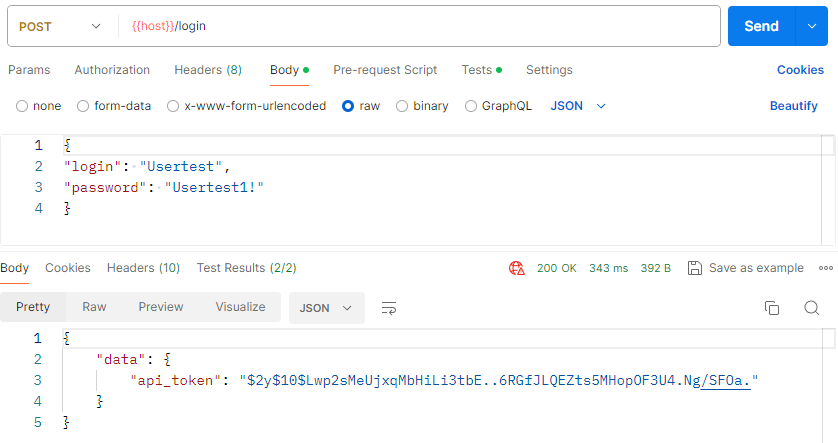 POST {{host}}/login Send
Params Authorization Headers (8) Body Pre-request Script Tests Settings Cookies
none form-data x-www-form-urlencoded raw binary GraphQL JSON Beautify
1 {
2 "login": "Usertest",
3 "password": "Usertest1!"
4 }
Body Cookies Headers (10) Test Results (2/2) 200 OK 343 ms 392 B Save as example
Pretty Raw Preview Visualize JSON
1 {
2 "data": {
3 "api_token": "$2y$10$Lwp2sMeUjxqMbHiLi3tbE..6RGfJLQEZts5MHopOF3U4.Ng/SFOa."
4 }
5 }